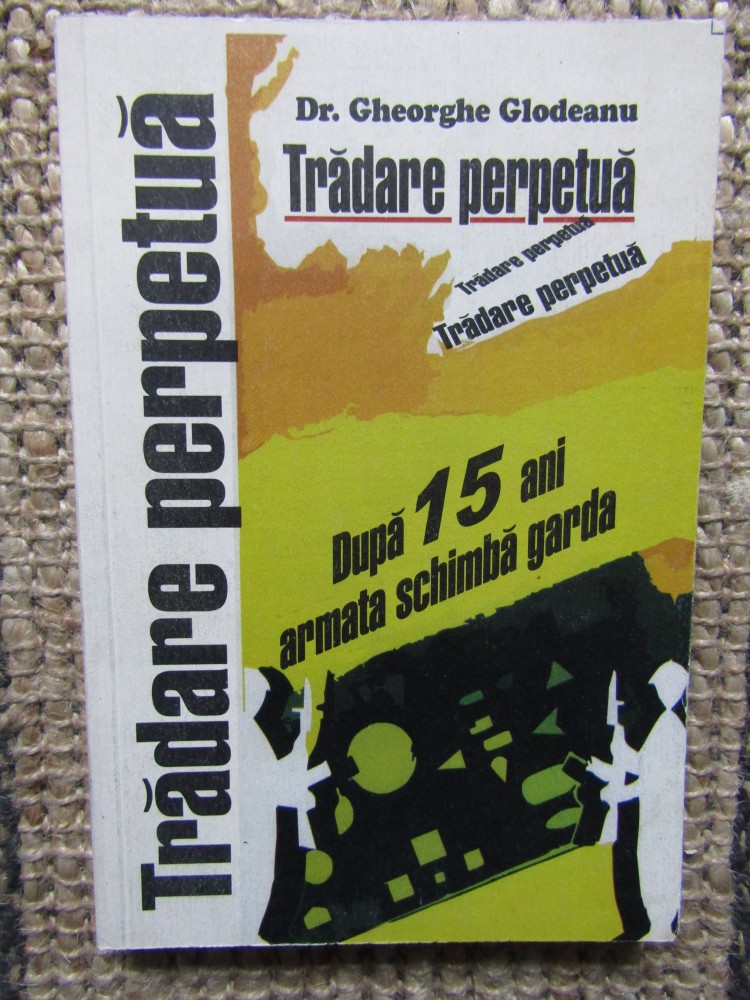 Trădare perpetuă
Dr. Gheorghe Glodeanu
Trădare perpetuă
Trădare perpetuă
Trădare perpetuă
După 15 ani
armata schimbă garda